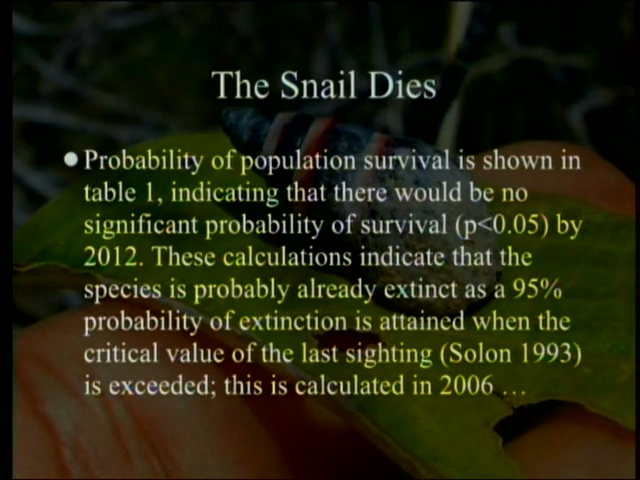 The Snail Dies
Probability of population survival is shown in
table 1, indicating that there would be no
significant probability of survival (p<0.05) by
2012. These calculations indicate that the
species is probably already extinct as a 95%
probability of extinction is attained when the
critical value of the last sighting (Solon 1993)
is exceeded; this is calculated in 2006 …